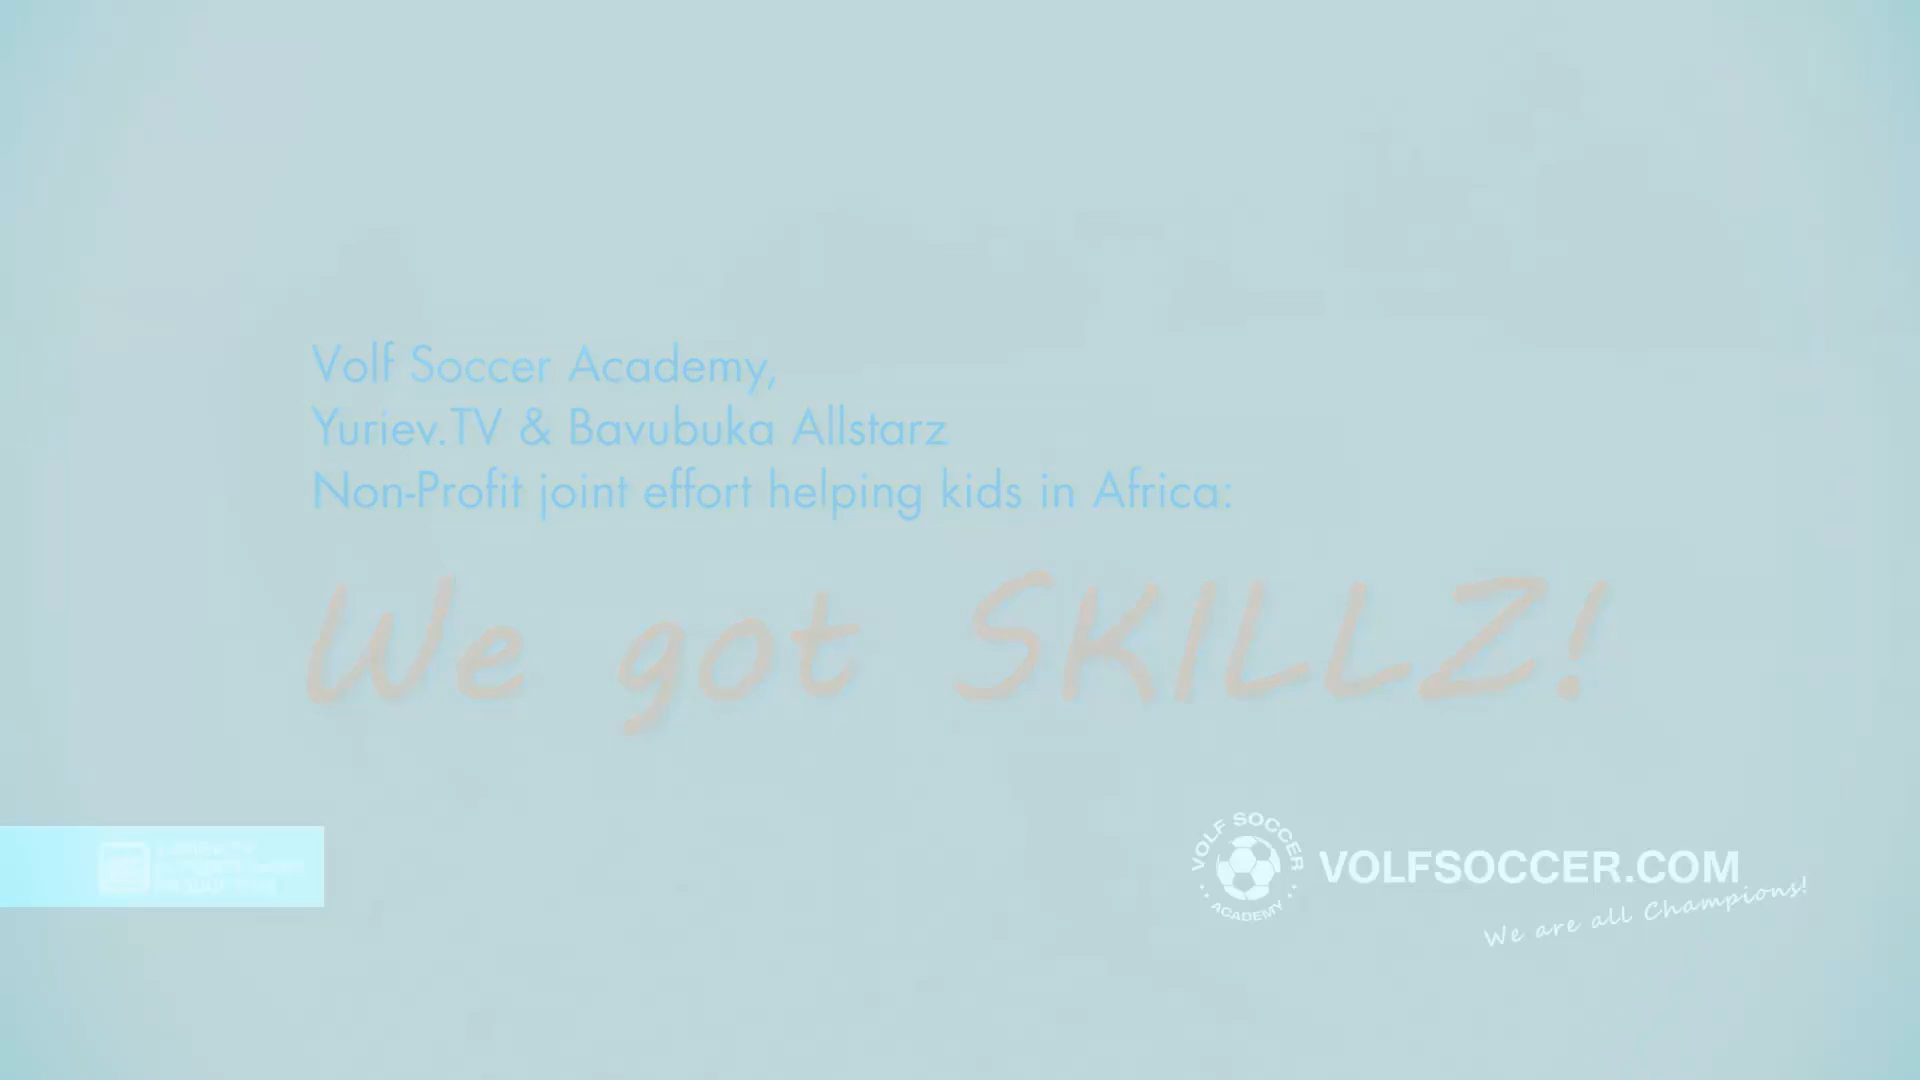 Volf Soccer Academy,
Yuriev.TV & Bavubuka Allstarz
Non-Profit joint effort helping kids in Africa:
We got SKILLZ!
VOLF SOCCER
ACADEMY
VOLFSOCCER.COM
We are all Champions!